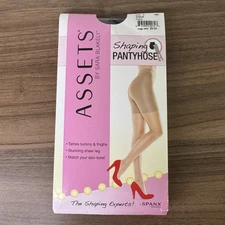 ASSETS
BY SARA BLAKELY
Shaping
PANTYHOSE
• Tames tummy & thighs
• Stunning sheer leg
• Match your skin tone!
The Shaping Experts!
SPANX